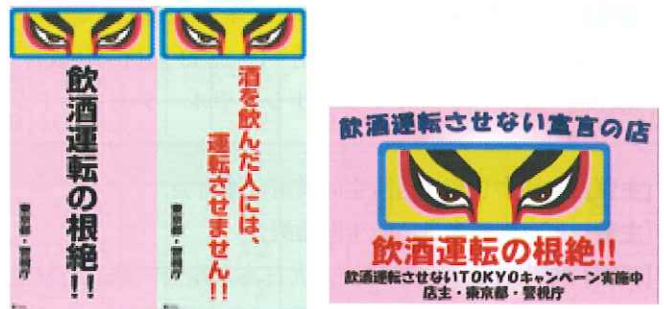 飲酒運転の根絶!!
東京都・警視庁
酒を飲んだ人には、
運転させません!!
東京都・警視庁
飲酒運転させない宣言の店
飲酒運転の根絶!!
飲酒運転させないTOKYOキャンペーン実施中
店主・東京都・警視庁